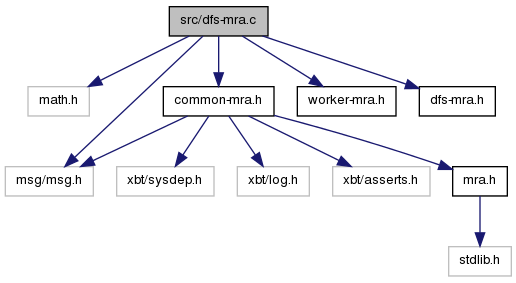 src/dfs-mra.c
math.h
common-mra.h
worker-mra.h
dfs-mra.h
msg/msg.h
xbt/sysdep.h
xbt/log.h
xbt/asserts.h
mra.h
stdlib.h